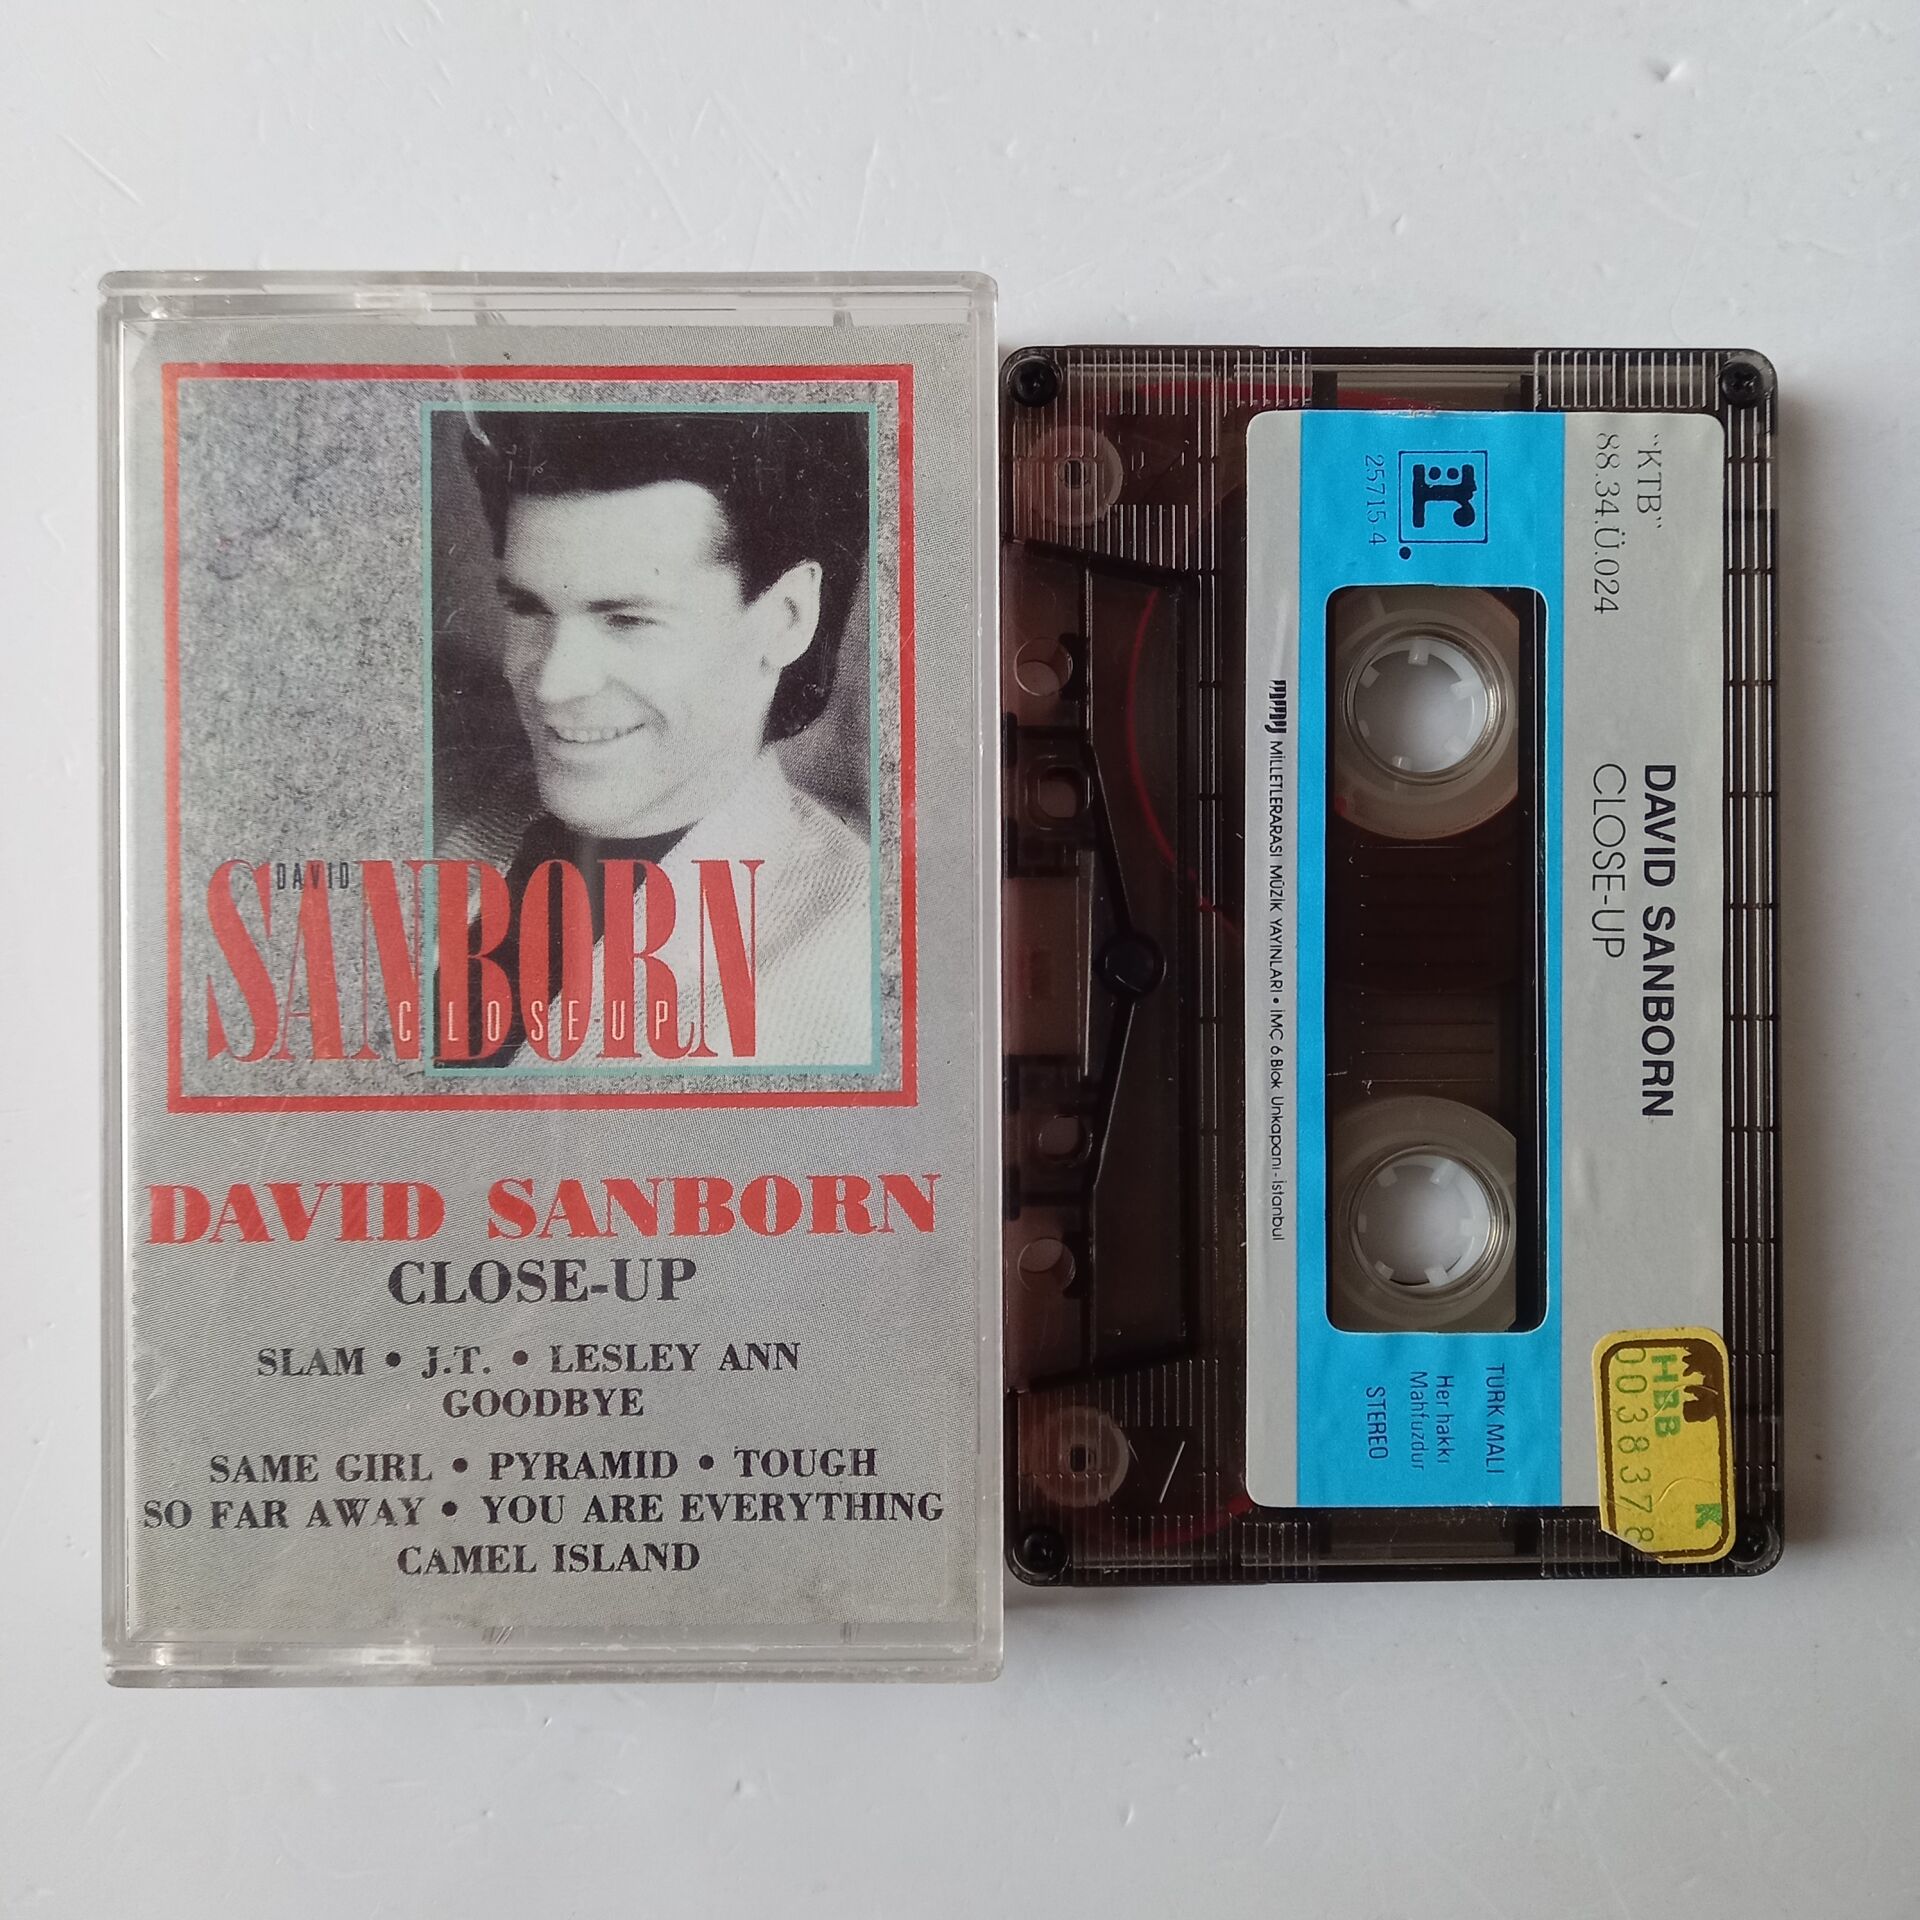 DAVID
SANBORN
CLOSE-UP
DAVID SANBORN
CLOSE-UP
SLAM • J.T. • LESLEY ANN
GOODBYE
SAME GIRL • PYRAMID • TOUGH
SO FAR AWAY • YOU ARE EVERYTHING
CAMEL ISLAND
"KTB"
88.34.Ü.024
DAVID SANBORN
CLOSE-UP
r
25715-4
TÜRK MALI
Her hakkı
Mahfuzdur
STEREO
MİLLETLERARASI MÜZİK YAYINLARI • İMÇ 6.Blok Unkapanı - İstanbul
HBB K
0038378